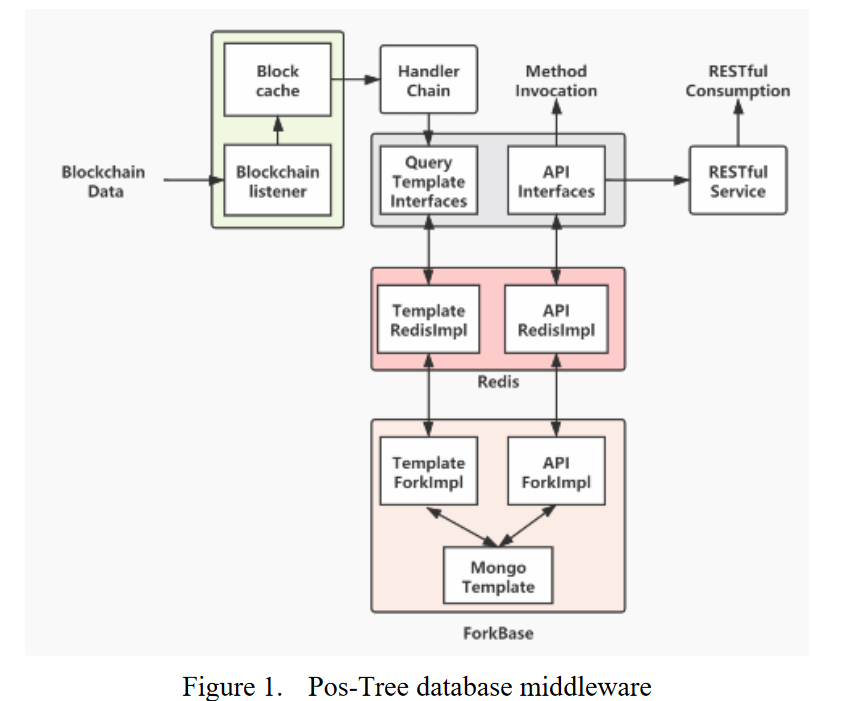 Block
cache
Handler
Chain
Method
Invocation
RESTful
Consumption
Blockchain
Data
Blockchain
listener
Query
Template
Interfaces
API
Interfaces
RESTful
Service
Template
RedisImpl
API
RedisImpl
Redis
Template
ForkImpl
API
ForkImpl
Mongo
Template
ForkBase
Figure 1. Pos-Tree database middleware